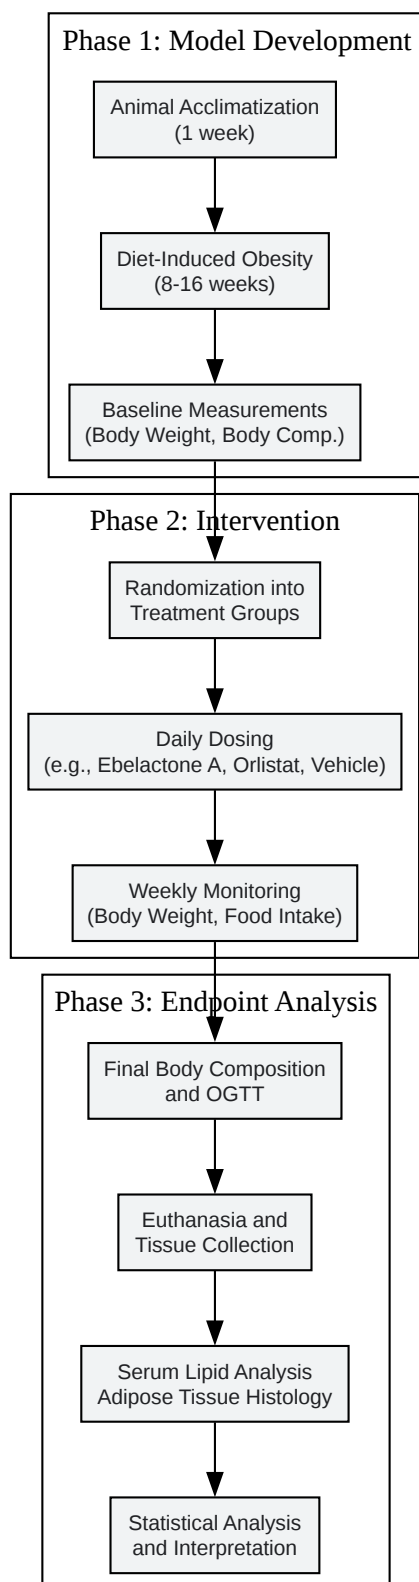 Phase 1: Model Development
Animal Acclimatization
(1 week)
Diet-Induced Obesity
(8-16 weeks)
Baseline Measurements
(Body Weight, Body Comp.)
Phase 2: Intervention
Randomization into
Treatment Groups
Daily Dosing
(e.g., Ebelactone A, Orlistat, Vehicle)
Weekly Monitoring
(Body Weight, Food Intake)
Phase 3: Endpoint Analysis
Final Body Composition
and OGTT
Euthanasia and
Tissue Collection
Serum Lipid Analysis
Adipose Tissue Histology
Statistical Analysis
and Interpretation